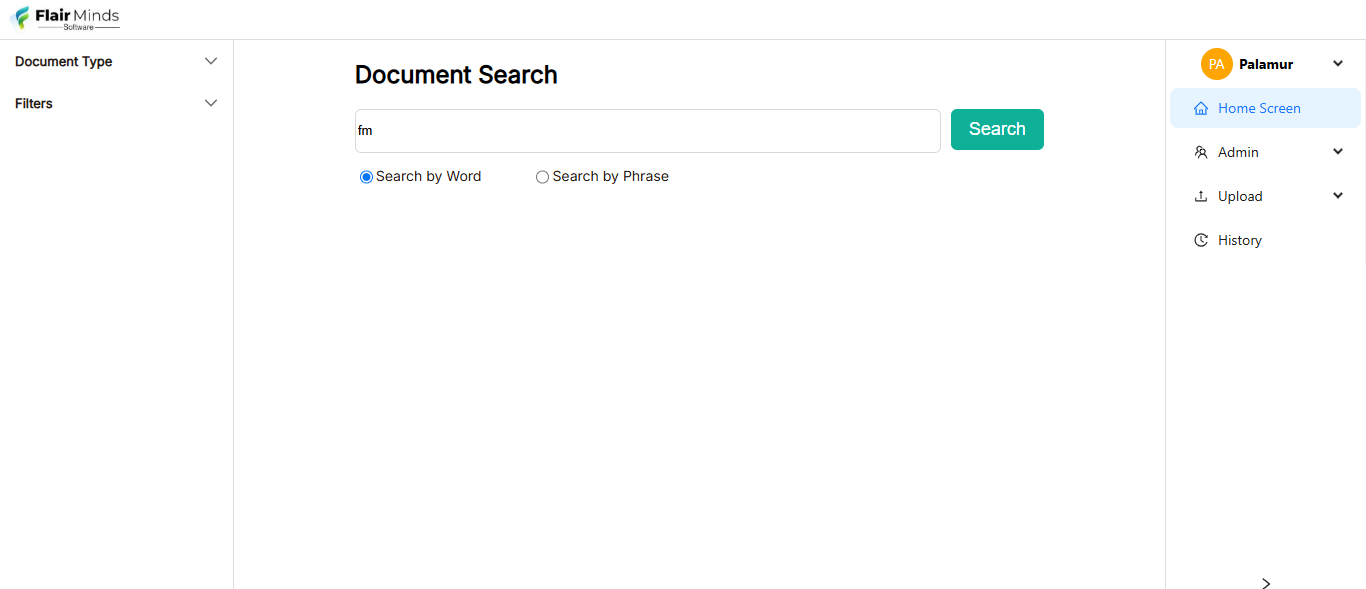 Flair Minds
Software
Document Type
Filters
Document Search
fm
Search
Search by Word
Search by Phrase
PA Palamur
Home Screen
Admin
Upload
History